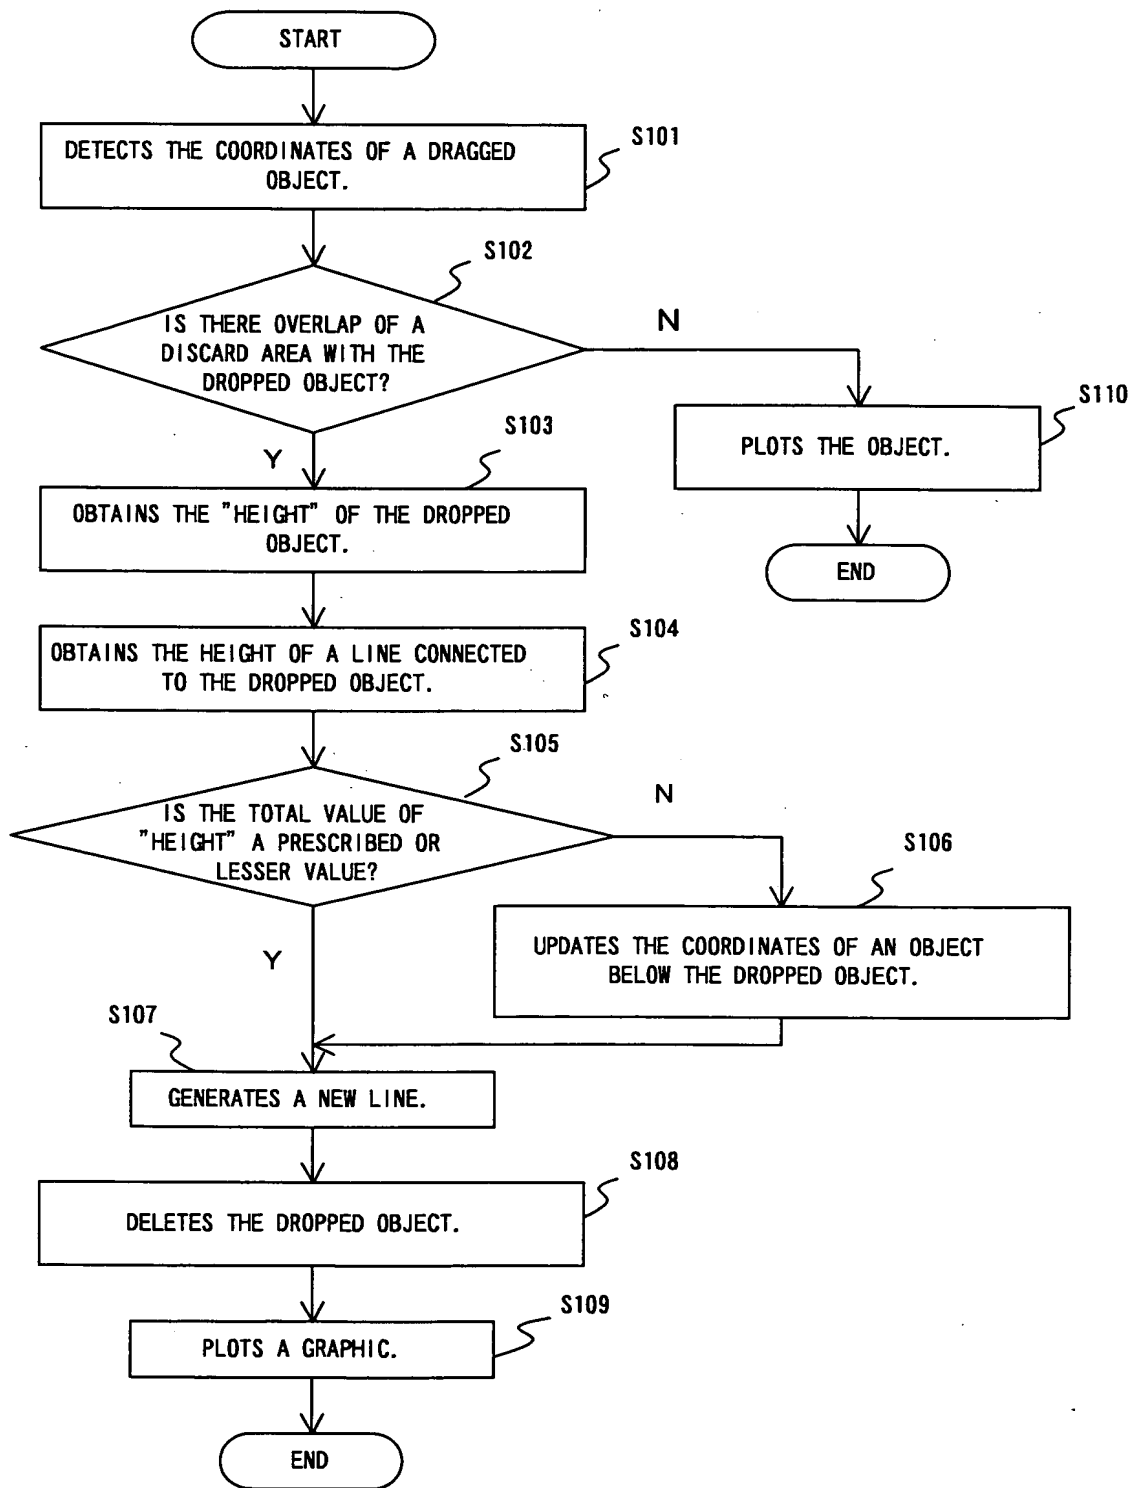 START
S101
DETECTS THE COORDINATES OF A DRAGGED
OBJECT.
S102
IS THERE OVERLAP OF A
DISCARD AREA WITH THE
DROPPED OBJECT?
N
S110
PLOTS THE OBJECT.
END
Y
S103
OBTAINS THE "HEIGHT" OF THE DROPPED
OBJECT.
S104
OBTAINS THE HEIGHT OF A LINE CONNECTED
TO THE DROPPED OBJECT.
S105
IS THE TOTAL VALUE OF
"HEIGHT" A PRESCRIBED OR
LESSER VALUE?
N
S106
UPDATES THE COORDINATES OF AN OBJECT
BELOW THE DROPPED OBJECT.
Y
S107
GENERATES A NEW LINE.
S108
DELETES THE DROPPED OBJECT.
S109
PLOTS A GRAPHIC.
END